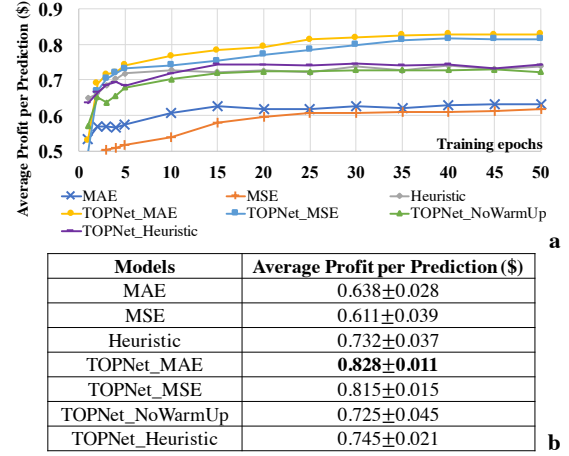 Average Profit per Prediction ($)
0.9
0.8
0.7
0.6
0.5
Training epochs
0 5 10 15 20 25 30 35 40 45 50
MAE MSE Heuristic
TOPNet_MAE TOPNet_MSE TOPNet_NoWarmUp
TOPNet_Heuristic
a
Models Average Profit per Prediction ($)
MAE 0.638±0.028
MSE 0.611±0.039
Heuristic 0.732±0.037
TOPNet_MAE 0.828±0.011
TOPNet_MSE 0.815±0.015
TOPNet_NoWarmUp 0.725±0.045
TOPNet_Heuristic 0.745±0.021
b